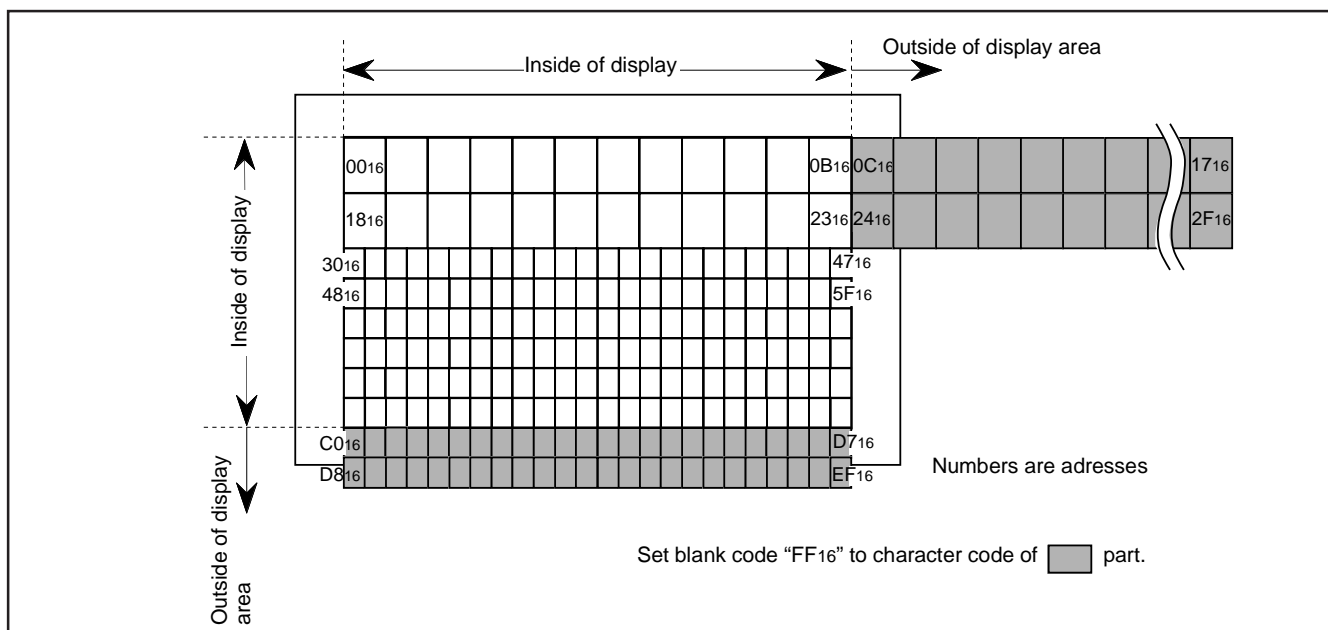 Outside of display area
Inside of display
0016 0B16 0C16 1716
1816 2316 2416 2F16
3016 4716
4816 5F16
Inside of display area
C016 D716
D816 EF16
Outside of display
area
Numbers are adresses
Set blank code “FF16” to character code of part.